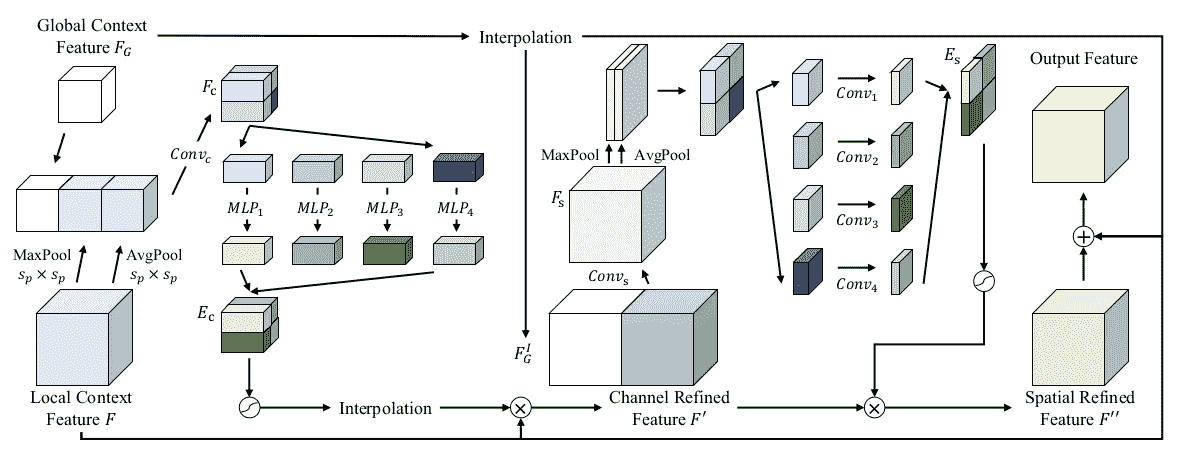 Global Context
Feature F_G
Interpolation
F_c
Conv_c
MLP_1 MLP_2 MLP_3 MLP_4
MaxPool
s_p × s_p
AvgPool
s_p × s_p
E_c
Local Context
Feature F
Interpolation
×
F_G^I
MaxPool AvgPool
F_s
Conv_s
Channel Refined
Feature F′
Conv_1
Conv_2
Conv_3
Conv_4
E_s
×
Output Feature
+
Spatial Refined
Feature F′′